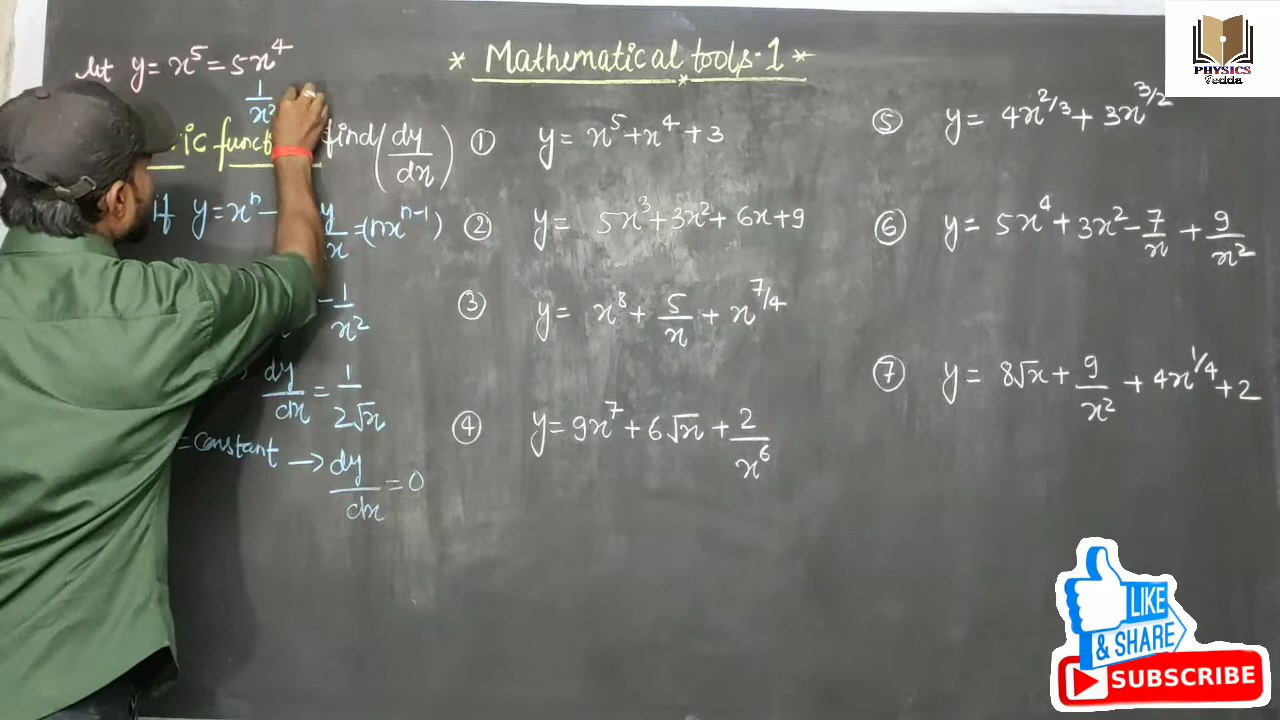 let y = x⁵ = 5x⁴
1/x²
find (dy/dx)
if y = xⁿ
= (nxⁿ⁻¹)
-1/x²
dy/dx = 1/2√x
= constant → dy/dx = 0
* Mathematical tools-1 *
① y = x⁵ + x⁴ + 3
② y = 5x³ + 3x² + 6x + 9
③ y = x⁸ + 5/x + x^7/4
④ y = 9x⁷ + 6√x + 2/x⁶
⑤ y = 4x^2/3 + 3x^3/2
⑥ y = 5x⁴ + 3x² - 7/x + 9/x²
⑦ y = 8√x + 9/x² + 4x^1/4 + 2
PHYSICS
LIKE
& SHARE
SUBSCRIBE